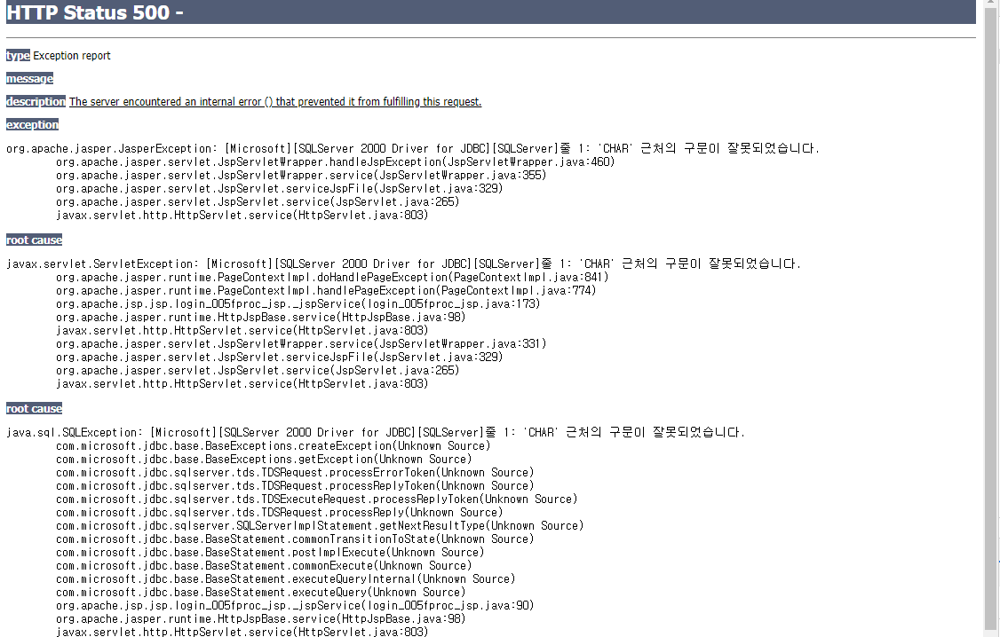 HTTP Status 500 -
type Exception report
message
description The server encountered an internal error () that prevented it from fulfilling this request.
exception
org.apache.jasper.JasperException: [Microsoft][SQLServer 2000 Driver for JDBC][SQLServer]줄 1: 'CHAR' 근처의 구문이 잘못되었습니다.
org.apache.jasper.servlet.JspServletWrapper.handleJspException(JspServletWrapper.java:460)
org.apache.jasper.servlet.JspServletWrapper.service(JspServletWrapper.java:355)
org.apache.jasper.servlet.JspServlet.serviceJspFile(JspServlet.java:329)
org.apache.jasper.servlet.JspServlet.service(JspServlet.java:265)
javax.servlet.http.HttpServlet.service(HttpServlet.java:803)
root cause
javax.servlet.ServletException: [Microsoft][SQLServer 2000 Driver for JDBC][SQLServer]줄 1: 'CHAR' 근처의 구문이 잘못되었습니다.
org.apache.jasper.runtime.PageContextImpl.doHandlePageException(PageContextImpl.java:841)
org.apache.jasper.runtime.PageContextImpl.handlePageException(PageContextImpl.java:774)
org.apache.jsp.jsp.login_005fproc_jsp._jspService(login_005fproc_jsp.java:173)
org.apache.jasper.runtime.HttpJspBase.service(HttpJspBase.java:98)
javax.servlet.http.HttpServlet.service(HttpServlet.java:803)
org.apache.jasper.servlet.JspServletWrapper.service(JspServletWrapper.java:331)
org.apache.jasper.servlet.JspServlet.serviceJspFile(JspServlet.java:329)
org.apache.jasper.servlet.JspServlet.service(JspServlet.java:265)
javax.servlet.http.HttpServlet.service(HttpServlet.java:803)
root cause
java.sql.SQLException: [Microsoft][SQLServer 2000 Driver for JDBC][SQLServer]줄 1: 'CHAR' 근처의 구문이 잘못되었습니다.
com.microsoft.jdbc.base.BaseExceptions.createException(Unknown Source)
com.microsoft.jdbc.base.BaseExceptions.getException(Unknown Source)
com.microsoft.jdbc.sqlserver.tds.TDSRequest.processErrorToken(Unknown Source)
com.microsoft.jdbc.sqlserver.tds.TDSRequest.processReplyToken(Unknown Source)
com.microsoft.jdbc.sqlserver.tds.TDSExecuteRequest.processReplyToken(Unknown Source)
com.microsoft.jdbc.sqlserver.tds.TDSRequest.processReply(Unknown Source)
com.microsoft.jdbc.sqlserver.SQLServerImplStatement.getNextResultType(Unknown Source)
com.microsoft.jdbc.base.BaseStatement.commonTransitionToState(Unknown Source)
com.microsoft.jdbc.base.BaseStatement.postImplExecute(Unknown Source)
com.microsoft.jdbc.base.BaseStatement.commonExecute(Unknown Source)
com.microsoft.jdbc.base.BaseStatement.executeQueryInternal(Unknown Source)
com.microsoft.jdbc.base.BaseStatement.executeQuery(Unknown Source)
org.apache.jsp.jsp.login_005fproc_jsp._jspService(login_005fproc_jsp.java:90)
org.apache.jasper.runtime.HttpJspBase.service(HttpJspBase.java:98)
javax.servlet.http.HttpServlet.service(HttpServlet.java:803)